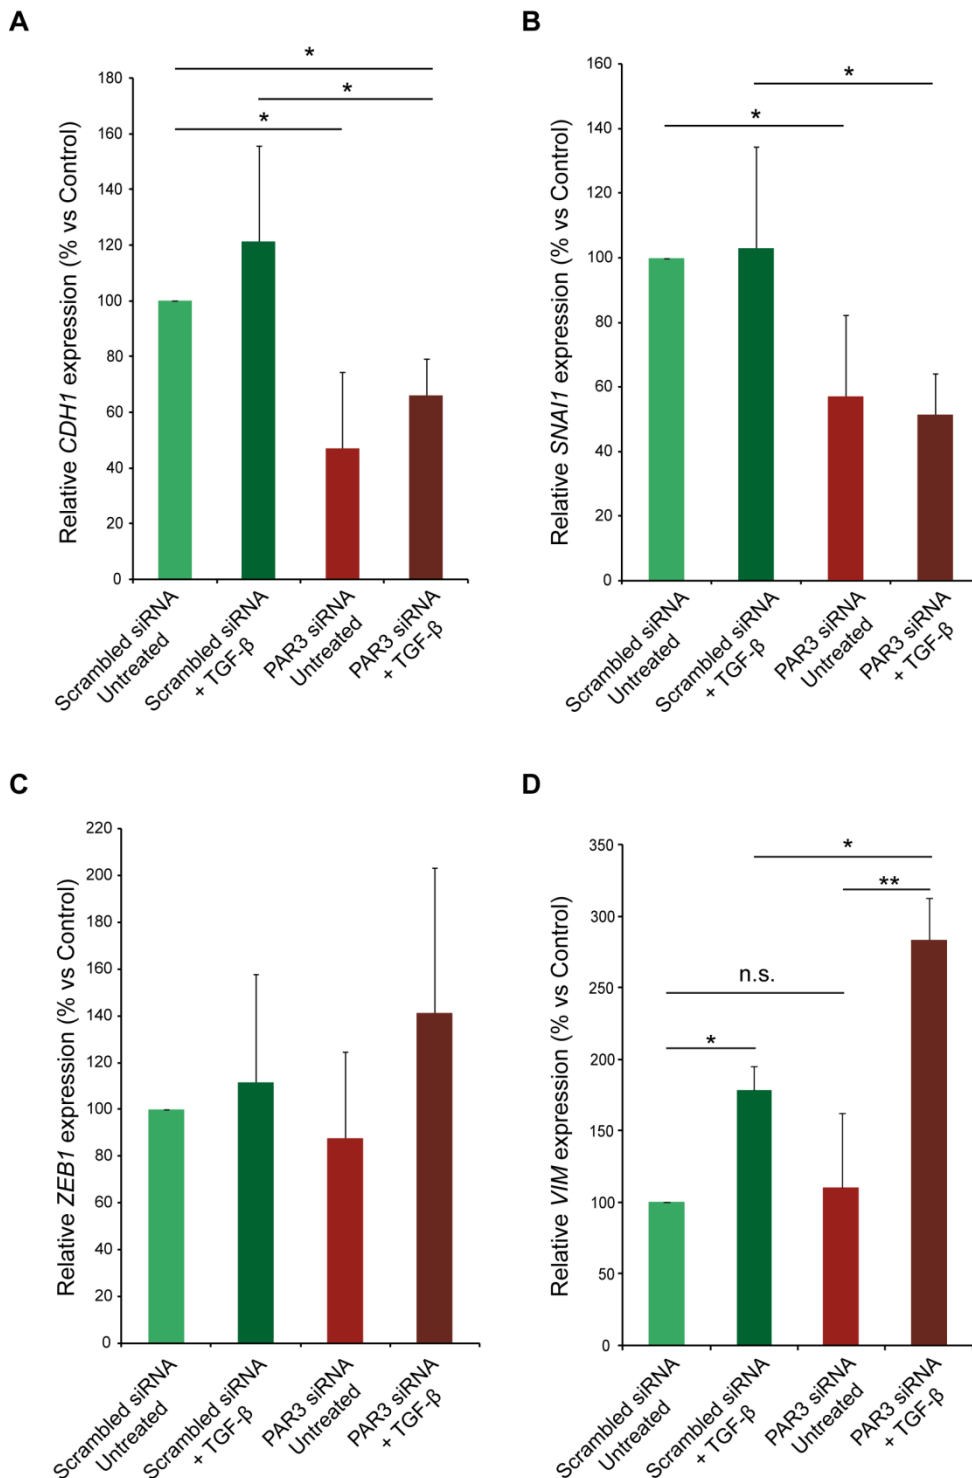 A
Relative CDH1 expression (% vs Control)
180
160
140
120
100
80
60
40
20
0
*
*
*
Scrambled siRNA
Untreated
Scrambled siRNA
+ TGF-β
PAR3 siRNA
Untreated
PAR3 siRNA
+ TGF-β
B
Relative SNAI1 expression (% vs Control)
160
140
120
100
80
60
40
20
0
*
*
Scrambled siRNA
Untreated
Scrambled siRNA
+ TGF-β
PAR3 siRNA
Untreated
PAR3 siRNA
+ TGF-β
C
Relative ZEB1 expression (% vs Control)
220
200
180
160
140
120
100
80
60
40
20
0
Scrambled siRNA
Untreated
Scrambled siRNA
+ TGF-β
PAR3 siRNA
Untreated
PAR3 siRNA
+ TGF-β
D
Relative VIM expression (% vs Control)
350
300
250
200
150
100
50
0
*
**
n.s.
*
Scrambled siRNA
Untreated
Scrambled siRNA
+ TGF-β
PAR3 siRNA
Untreated
PAR3 siRNA
+ TGF-β